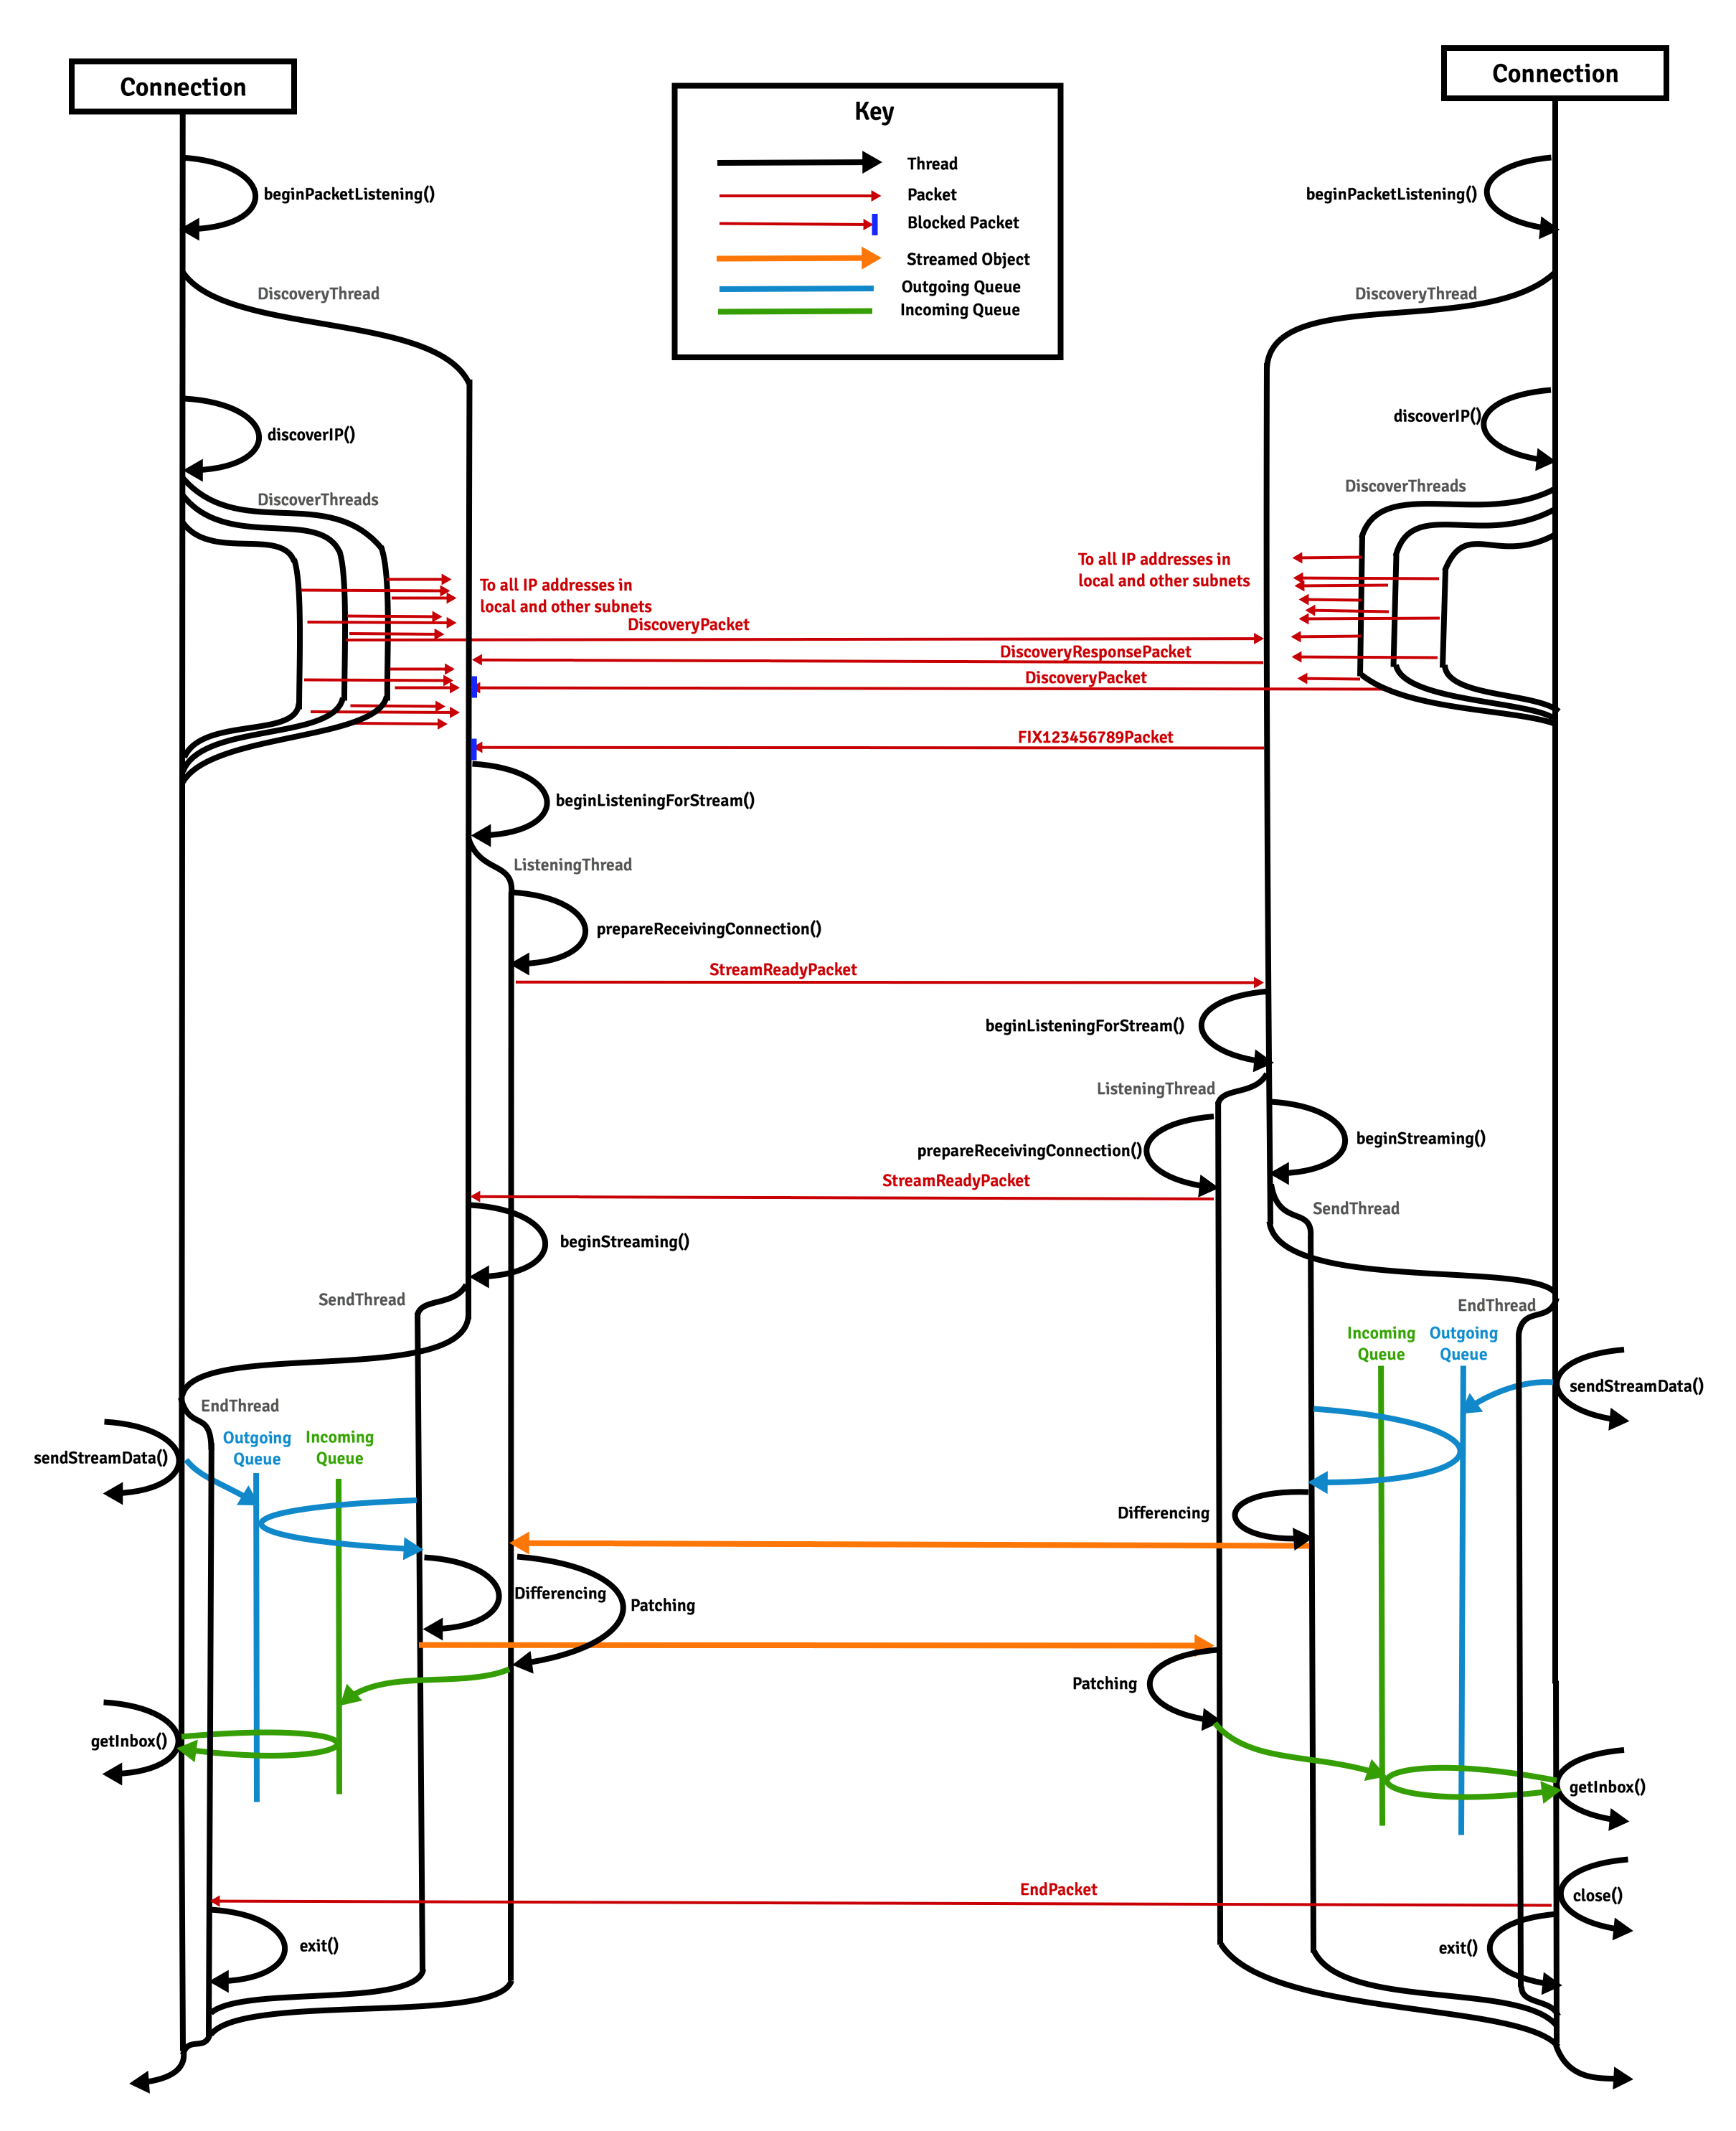 Connection
Connection
Key
Thread
Packet
Blocked Packet
Streamed Object
Outgoing Queue
Incoming Queue
beginPacketListening()
beginPacketListening()
DiscoveryThread
DiscoveryThread
discoverIP()
discoverIP()
DiscoverThreads
DiscoverThreads
To all IP addresses in
local and other subnets
To all IP addresses in
local and other subnets
DiscoveryPacket
DiscoveryResponsePacket
DiscoveryPacket
FIX123456789Packet
beginListeningForStream()
ListeningThread
prepareReceivingConnection()
StreamReadyPacket
beginListeningForStream()
ListeningThread
beginStreaming()
prepareReceivingConnection()
StreamReadyPacket
SendThread
beginStreaming()
SendThread
EndThread
Incoming
Queue
Outgoing
Queue
sendStreamData()
EndThread
Outgoing
Queue
Incoming
Queue
sendStreamData()
Differencing
Differencing
Patching
Patching
getInbox()
getInbox()
EndPacket
close()
exit()
exit()